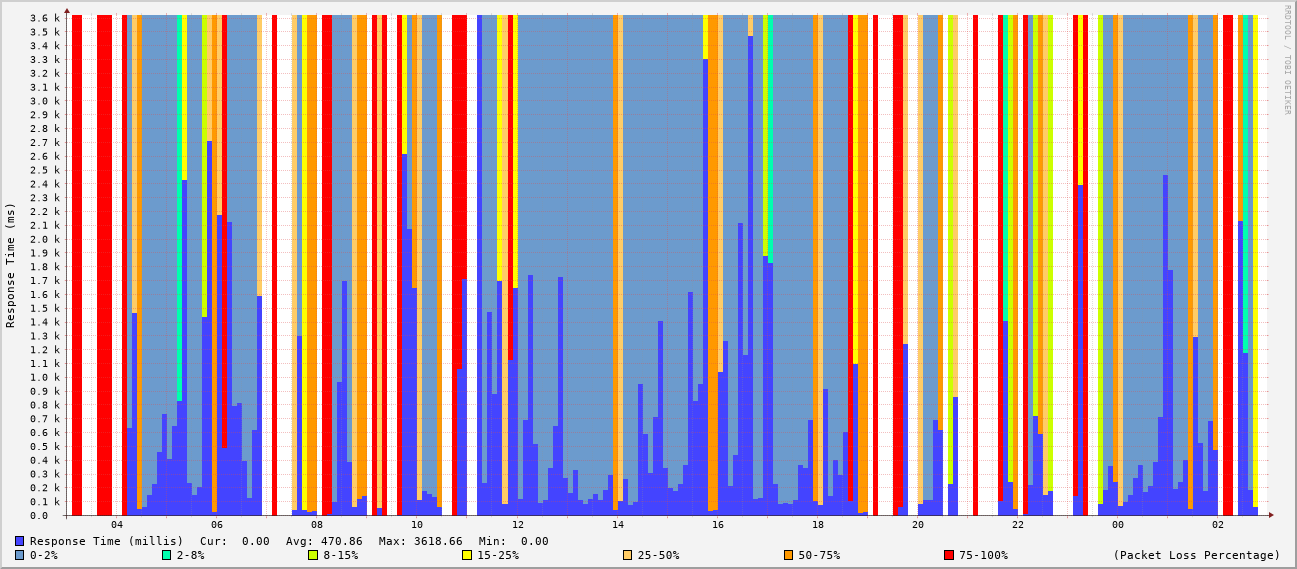 3.6 k
3.5 k
3.4 k
3.3 k
3.2 k
3.1 k
3.0 k
2.9 k
2.8 k
2.7 k
2.6 k
2.5 k
2.4 k
2.3 k
2.2 k
2.1 k
2.0 k
1.9 k
1.8 k
1.7 k
1.6 k
1.5 k
1.4 k
1.3 k
1.2 k
1.1 k
1.0 k
0.9 k
0.8 k
0.7 k
0.6 k
0.5 k
0.4 k
0.3 k
0.2 k
0.1 k
0.0
Response Time (ms)
RRDTOOL / TOBI OETIKER
04 06 08 10 12 14 16 18 20 22 00 02
Response Time (millis) Cur: 0.00 Avg: 470.86 Max: 3618.66 Min: 0.00
0-2% 2-8% 8-15% 15-25% 25-50% 50-75% 75-100% (Packet Loss Percentage)